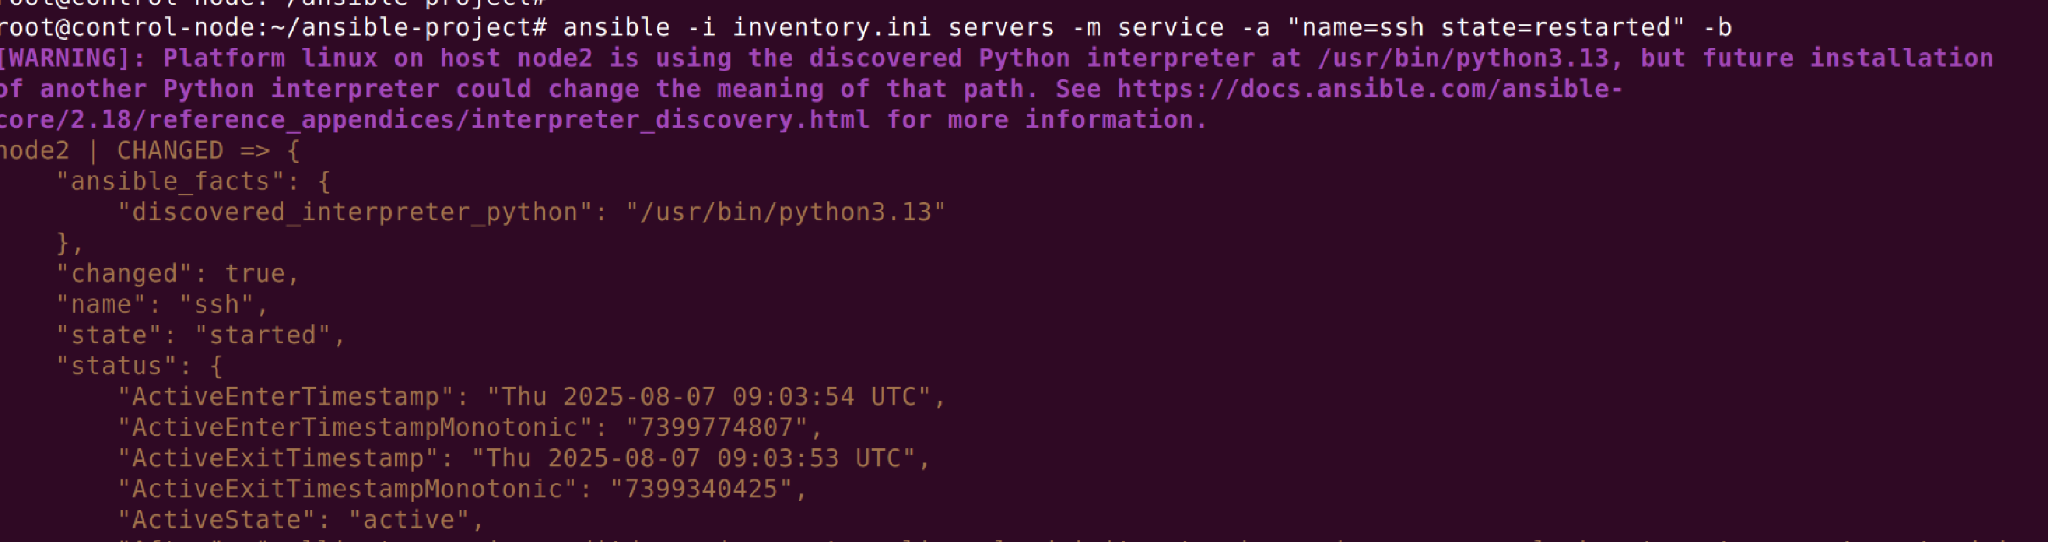 root@control-node:~/ansible-project#
root@control-node:~/ansible-project# ansible -i inventory.ini servers -m service -a "name=ssh state=restarted" -b
[WARNING]: Platform linux on host node2 is using the discovered Python interpreter at /usr/bin/python3.13, but future installation
of another Python interpreter could change the meaning of that path. See https://docs.ansible.com/ansible-
core/2.18/reference_appendices/interpreter_discovery.html for more information.
node2 | CHANGED => {
    "ansible_facts": {
        "discovered_interpreter_python": "/usr/bin/python3.13"
    },
    "changed": true,
    "name": "ssh",
    "state": "started",
    "status": {
        "ActiveEnterTimestamp": "Thu 2025-08-07 09:03:54 UTC",
        "ActiveEnterTimestampMonotonic": "7399774807",
        "ActiveExitTimestamp": "Thu 2025-08-07 09:03:53 UTC",
        "ActiveExitTimestampMonotonic": "7399340425",
        "ActiveState": "active",